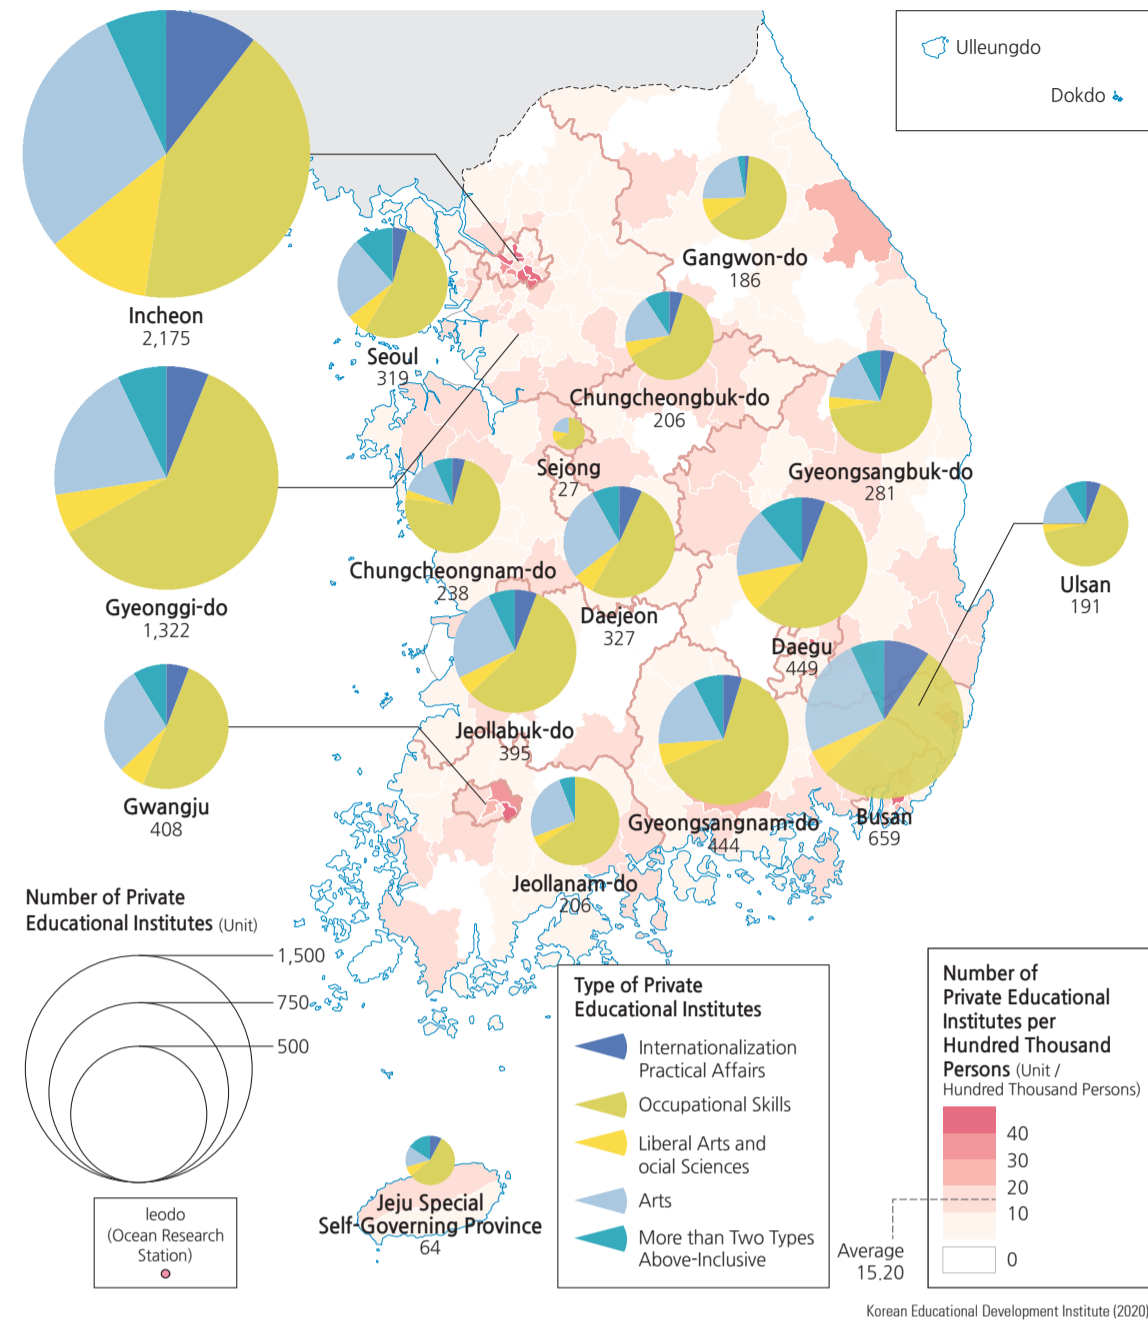 Ulleungdo
Dokdo
Incheon
2,175
Seoul
319
Gangwon-do
186
Chungcheongbuk-do
206
Sejong
27
Gyeongsangbuk-do
281
Gyeonggi-do
1,322
Chungcheongnam-do
238
Daejeon
327
Daegu
449
Ulsan
191
Gwangju
408
Jeollabuk-do
395
Gyeongsangnam-do
444
Busan
659
Jeollanam-do
206
Jeju Special
Self-Governing Province
64
Number of Private
Educational Institutes (Unit)
1,500
750
500
Ieodo
(Ocean Research
Station)
Type of Private
Educational Institutes
Internationalization
Practical Affairs
Occupational Skills
Liberal Arts and
ocial Sciences
Arts
More than Two Types
Above-Inclusive
Number of
Private Educational
Institutes per
Hundred Thousand
Persons (Unit /
Hundred Thousand Persons)
40
30
20
10
0
Average
15.20
Korean Educational Development Institute (2020)